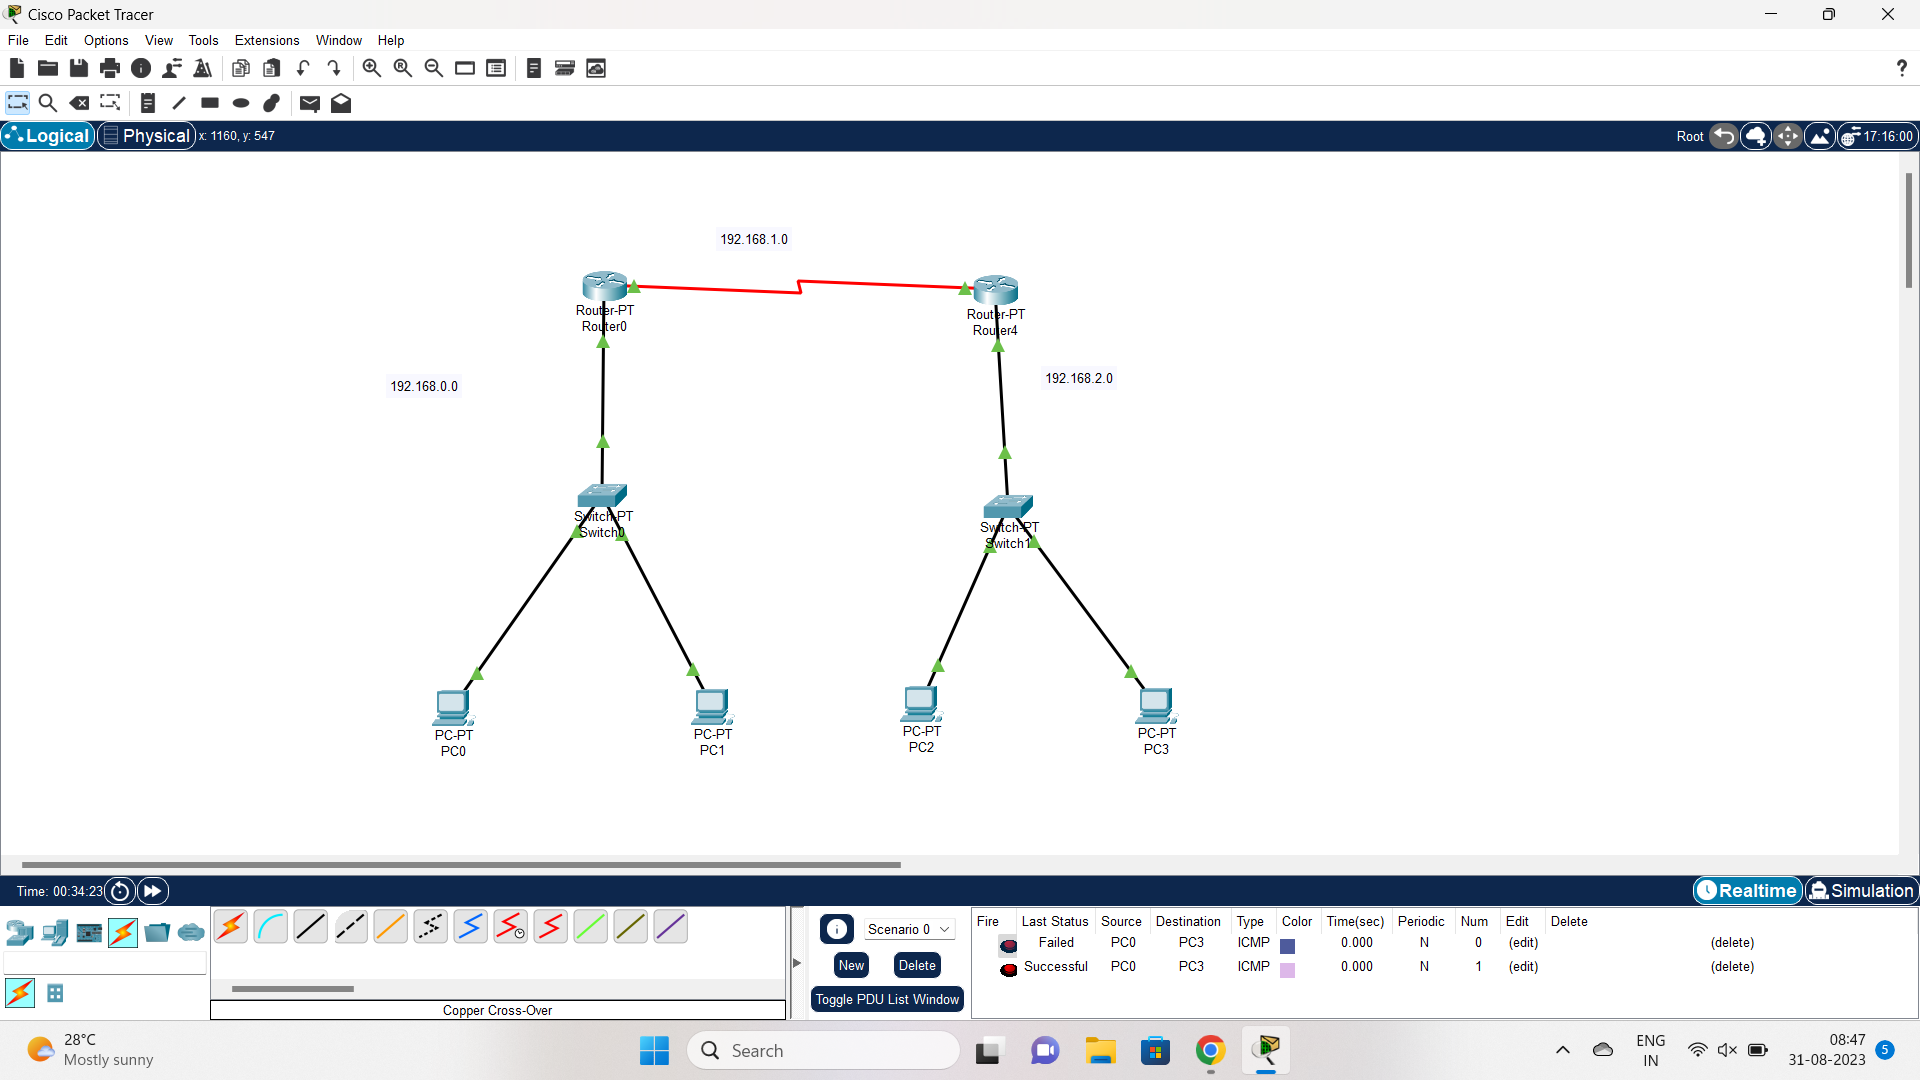 Cisco Packet Tracer
File Edit Options View Tools Extensions Window Help
?
Logical Physical x: 1160, y: 547 Root 17:16:00
192.168.1.0
Router-PT
Router0
Router-PT
Router4
192.168.0.0
192.168.2.0
Switch-PT
Switch0
Switch-PT
Switch1
PC-PT
PC0
PC-PT
PC1
PC-PT
PC2
PC-PT
PC3
Time: 00:34:23 Realtime Simulation
Copper Cross-Over
Scenario 0
New Delete
Toggle PDU List Window
Fire Last Status Source Destination Type Color Time(sec) Periodic Num Edit Delete
Failed PC0 PC3 ICMP 0.000 N 0 (edit) (delete)
Successful PC0 PC3 ICMP 0.000 N 1 (edit) (delete)
28°C
Mostly sunny
Search
ENG
IN
08:47
31-08-2023
5